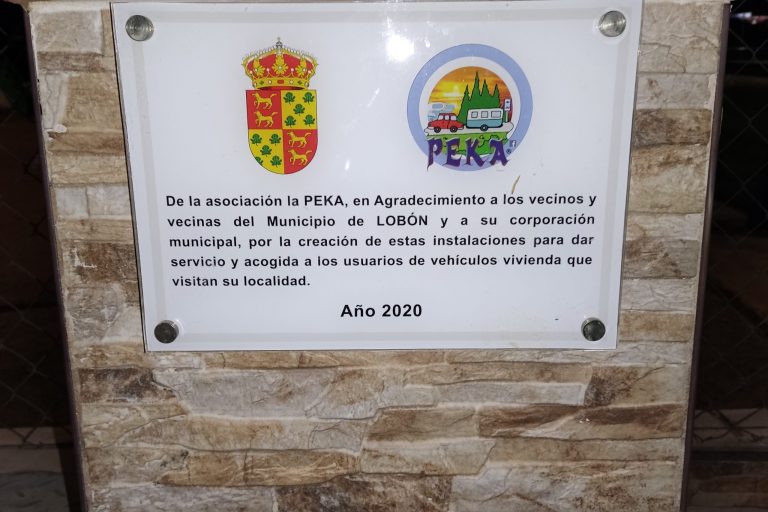 PEKA
De la asociación la PEKA, en Agradecimiento a los vecinos y
vecinas del Municipio de LOBÓN y a su corporación
municipal, por la creación de estas instalaciones para dar
servicio y acogida a los usuarios de vehículos vivienda que
visitan su localidad.
Año 2020